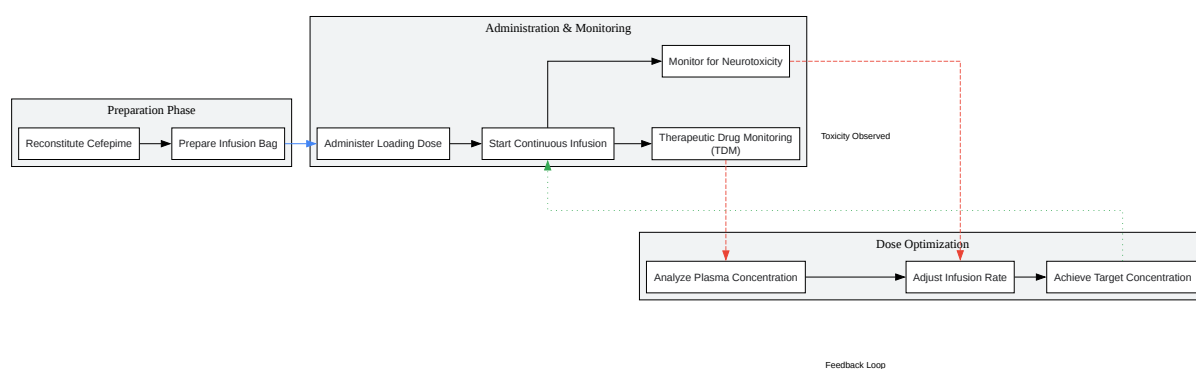 Administration & Monitoring
Monitor for Neurotoxicity
Preparation Phase
Reconstitute Cefepime
Prepare Infusion Bag
Administer Loading Dose
Start Continuous Infusion
Therapeutic Drug Monitoring
(TDM)
Toxicity Observed
Dose Optimization
Analyze Plasma Concentration
Adjust Infusion Rate
Achieve Target Concentration
Feedback Loop